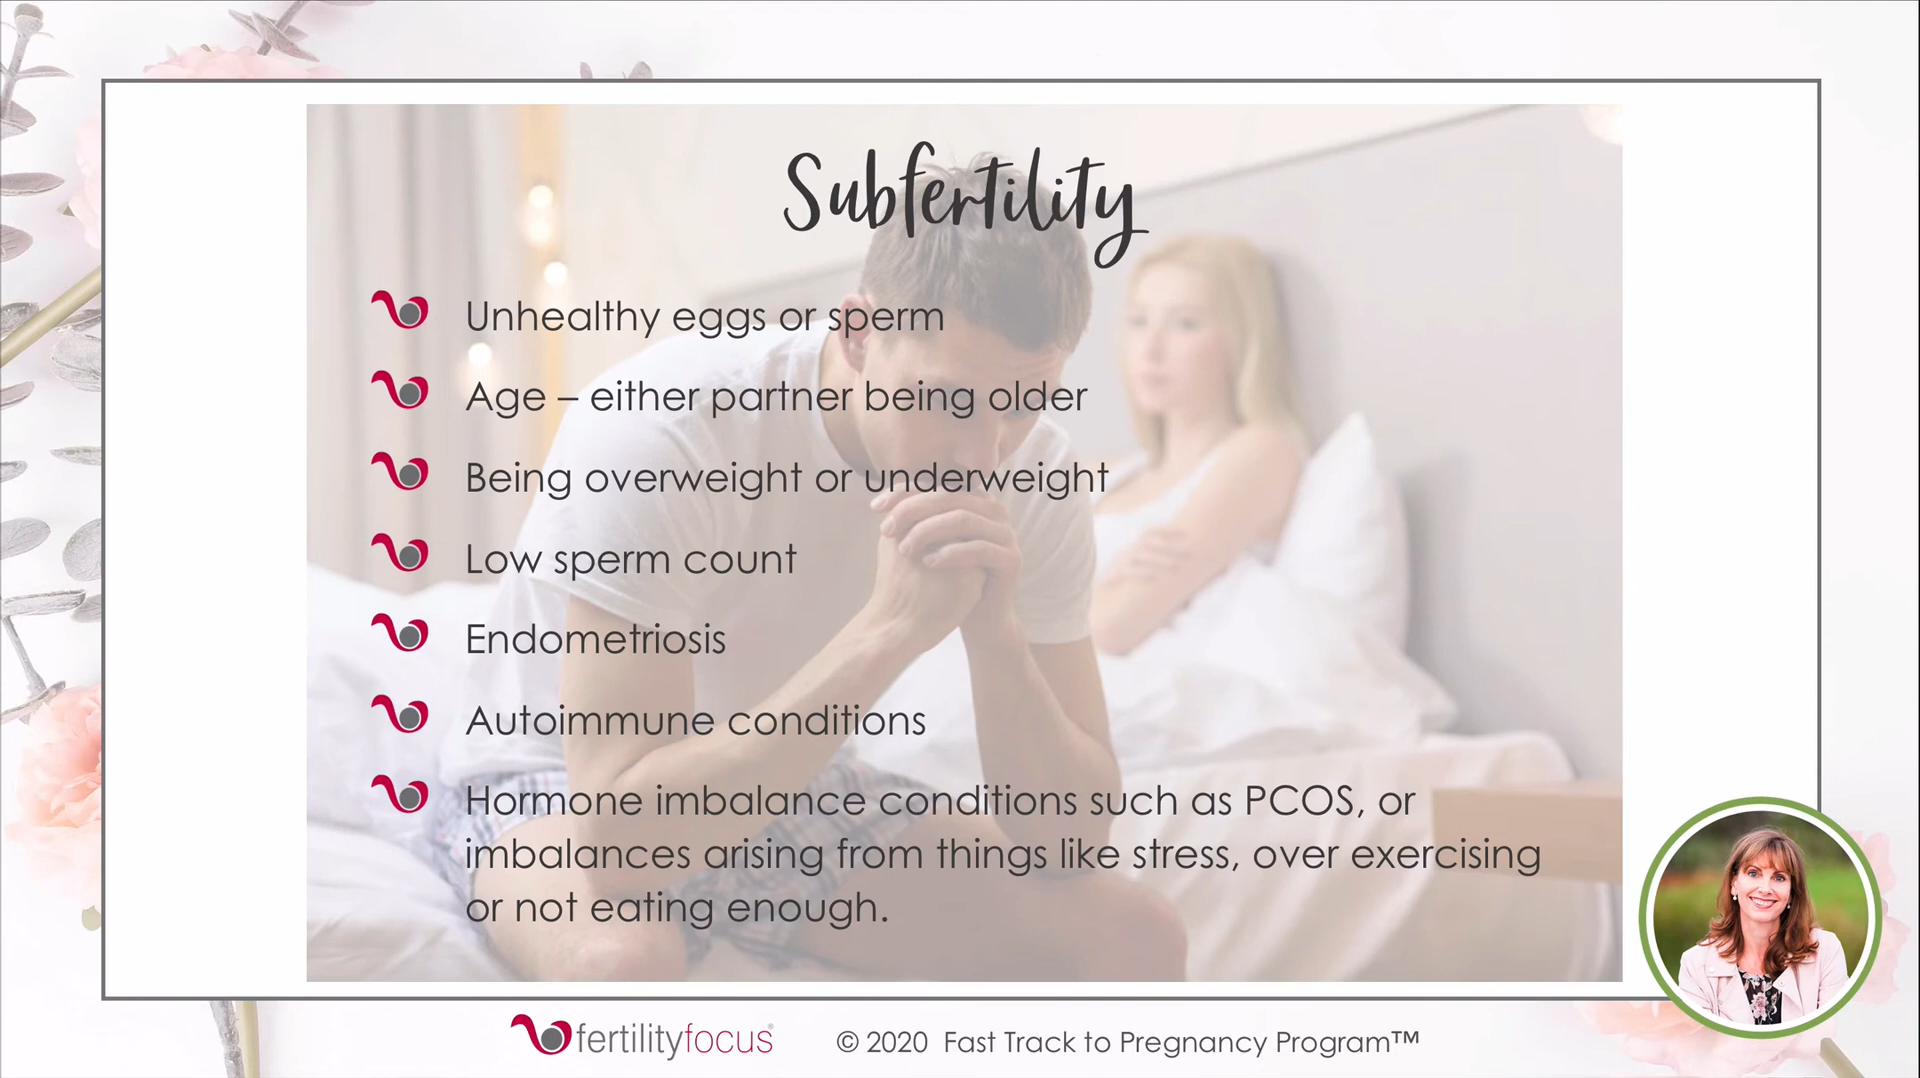 Subfertility
Unhealthy eggs or sperm
Age – either partner being older
Being overweight or underweight
Low sperm count
Endometriosis
Autoimmune conditions
Hormone imbalance conditions such as PCOS, or
imbalances arising from things like stress, over exercising
or not eating enough.
fertilityfocus® © 2020 Fast Track to Pregnancy Program™